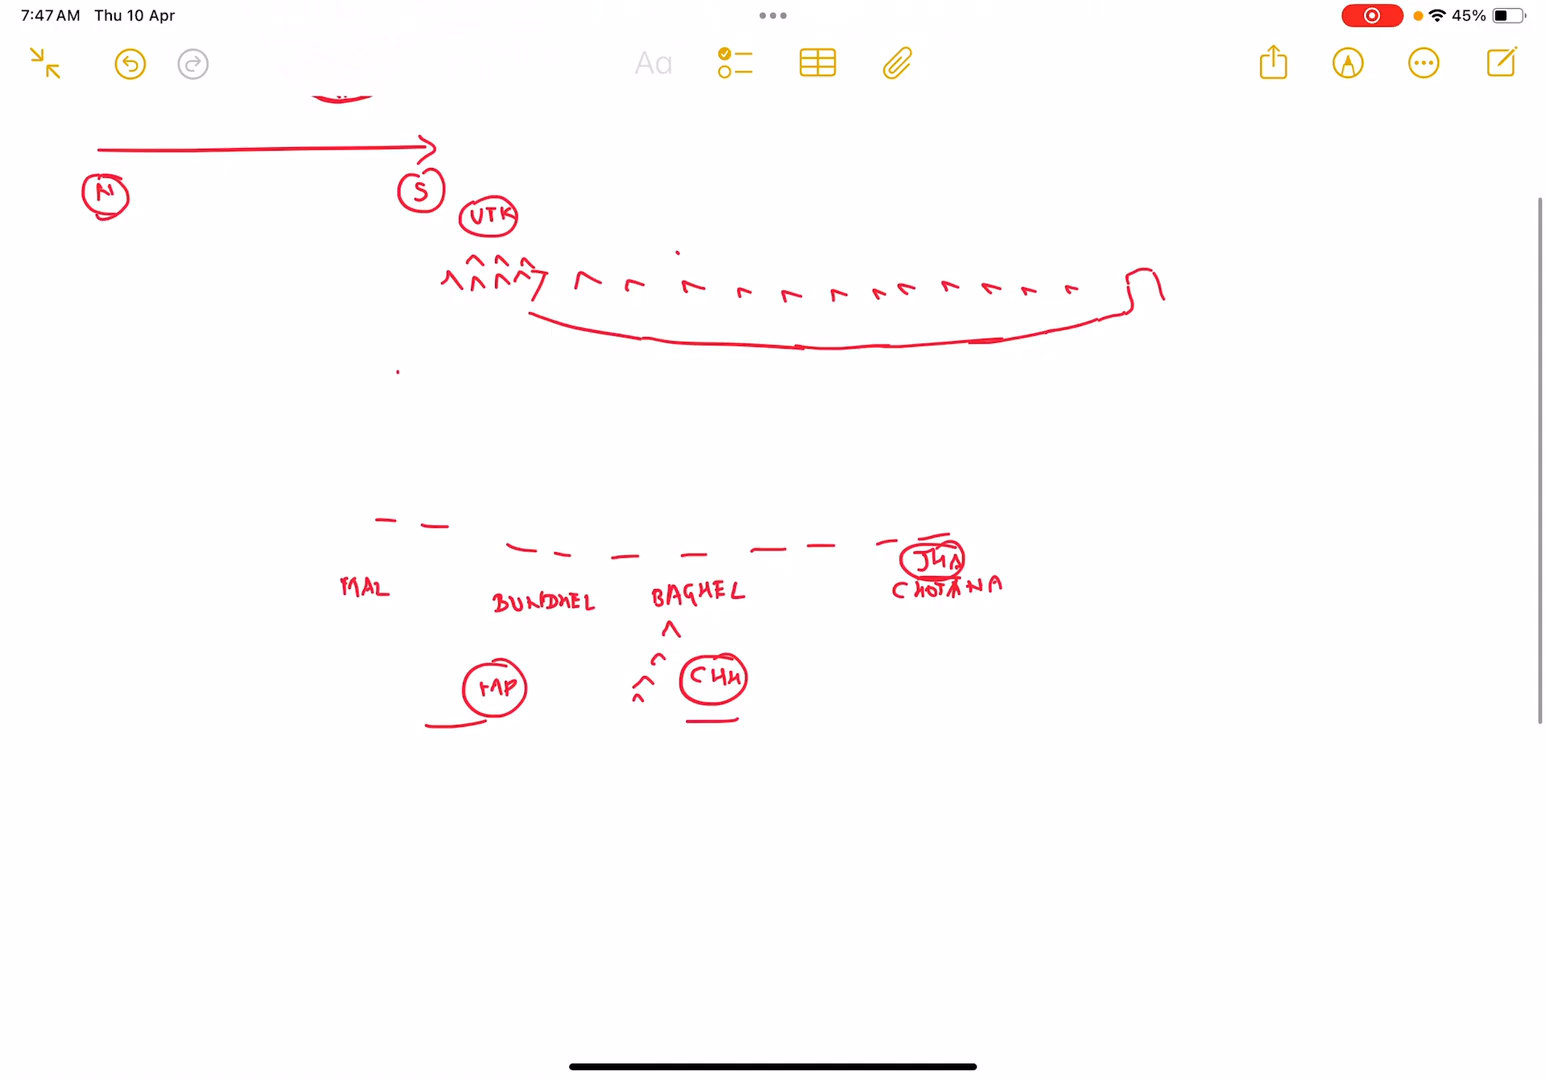 7:47 AM Thu 10 Apr
45%
Aa
N
S
UTK
JHA
MAL
BUNDHEL
BAGHEL
CHOTANA
MP
CHH